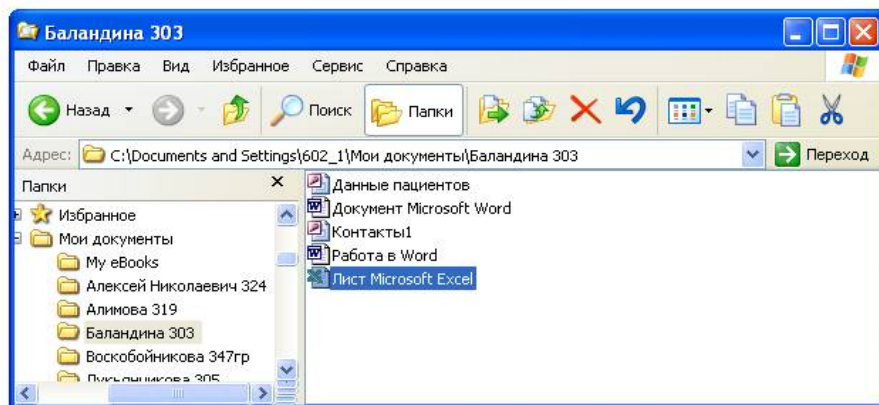 Баландина 303
Файл Правка Вид Избранное Сервис Справка
Назад Поиск Папки
Адрес: C:\Documents and Settings\602_1\Мои документы\Баландина 303 Переход
Папки
Избранное
Мои документы
My eBooks
Алексей Николаевич 324
Алимова 319
Баландина 303
Воскобойникова 347гр
Лукьянчикова 305
Данные пациентов
Документ Microsoft Word
Контакты1
Работа в Word
Лист Microsoft Excel